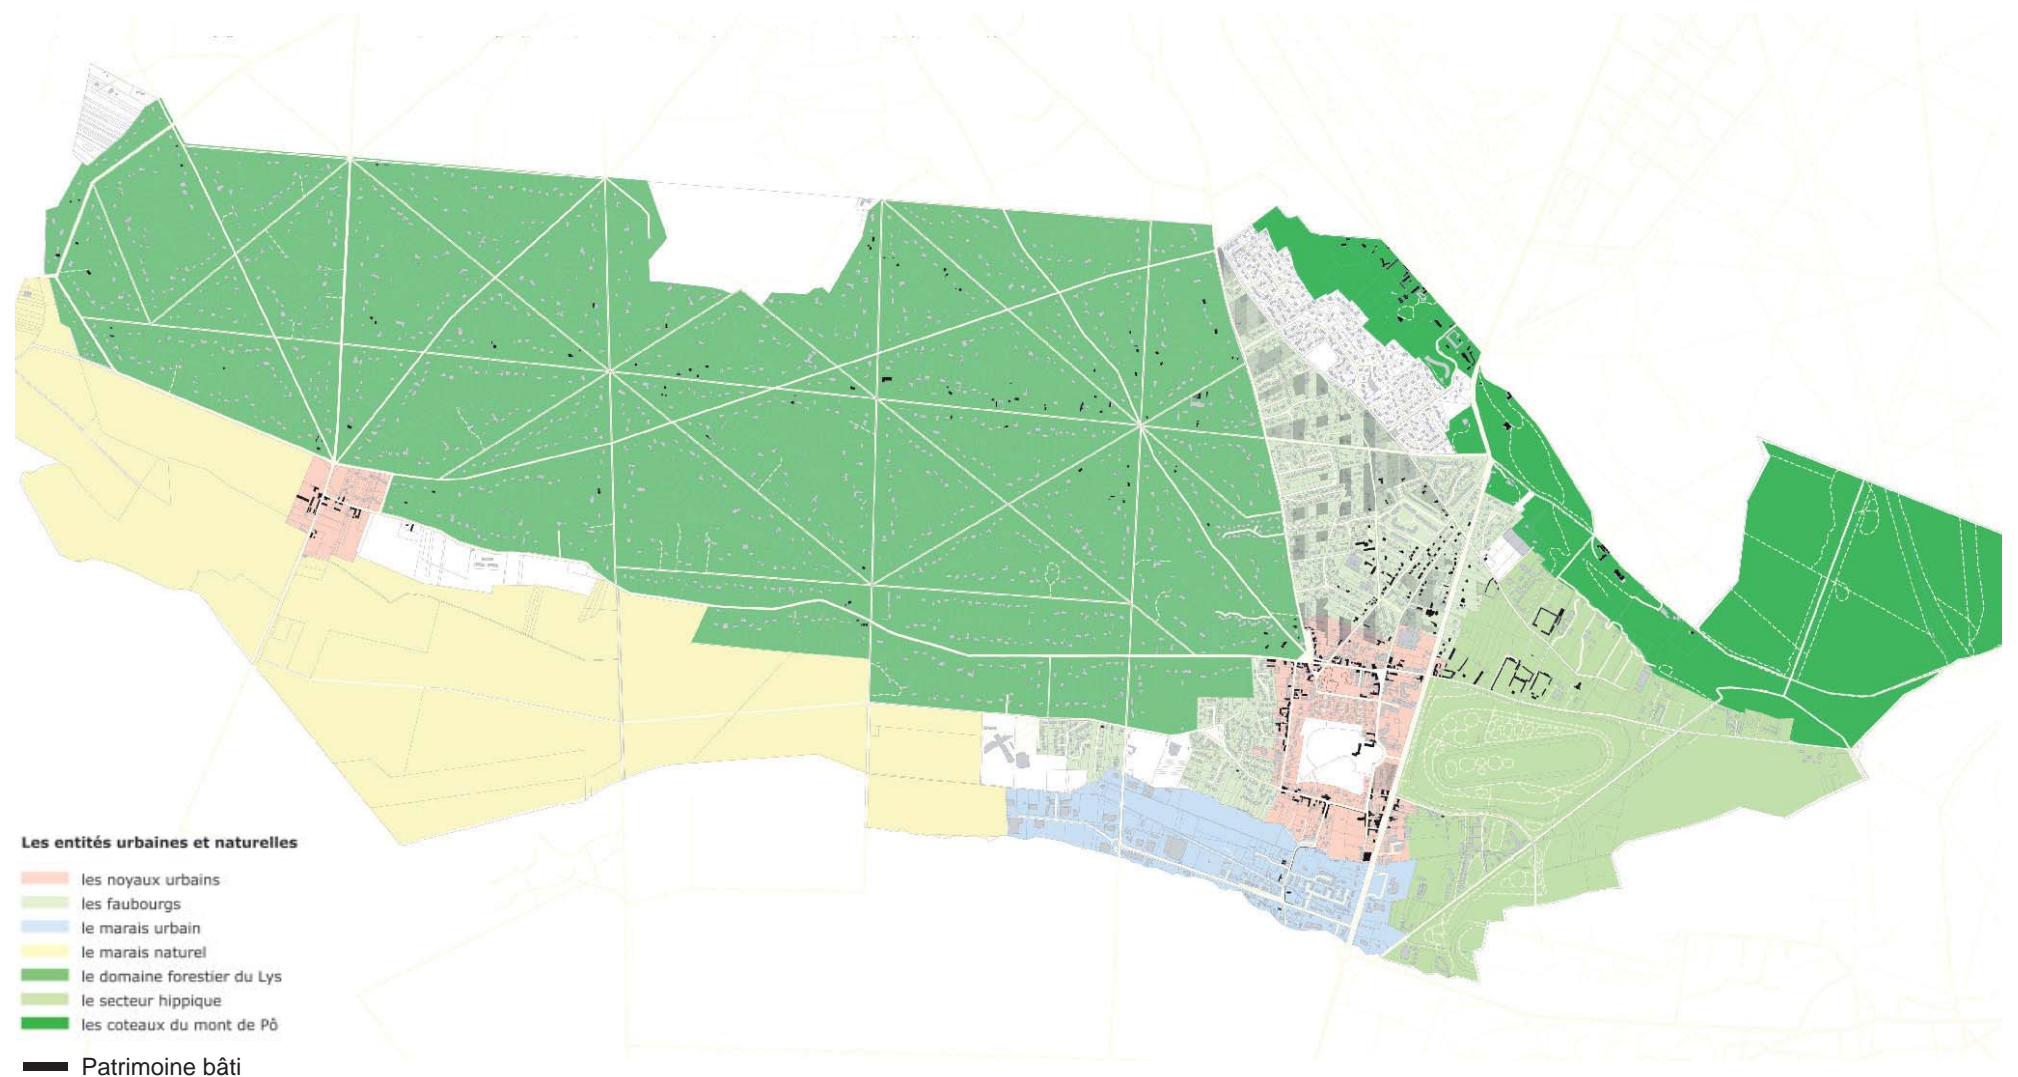 Les entités urbaines et naturelles
les noyaux urbains
les faubourgs
le marais urbain
le marais naturel
le domaine forestier du Lys
le secteur hippique
les coteaux du mont de Pô
Patrimoine bâti